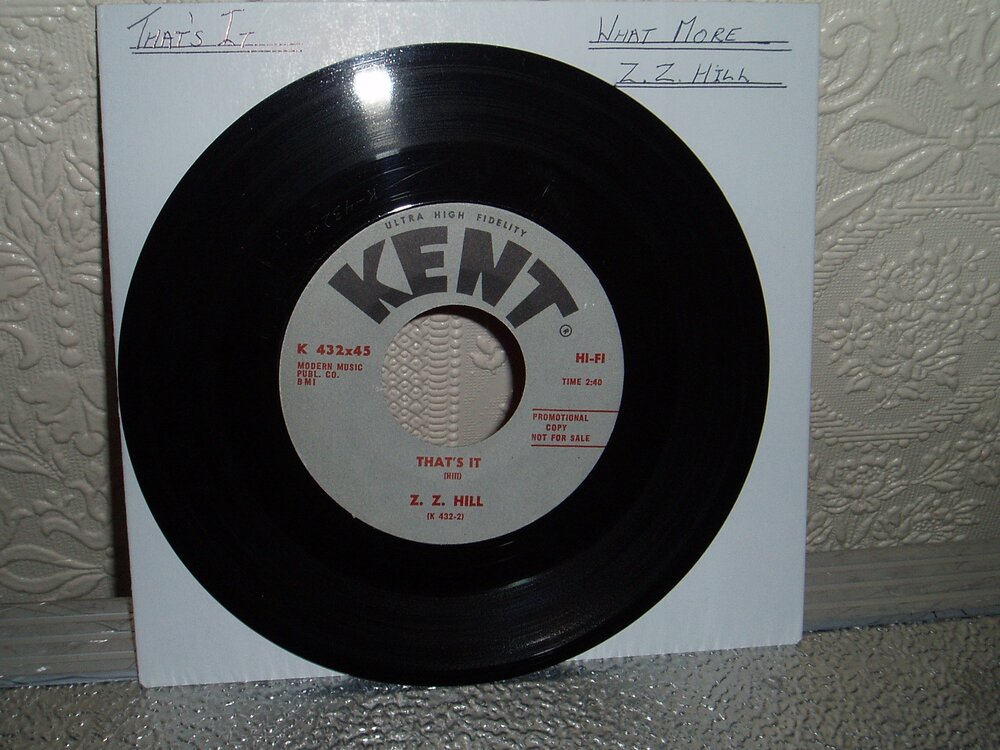 THAT'S IT
WHAT MORE
Z. Z. HILL
ULTRA HIGH FIDELITY
KENT
K 432x45
MODERN MUSIC
PUBL. CO.
BMI
HI-FI
TIME 2:40
PROMOTIONAL
COPY
NOT FOR SALE
THAT'S IT
(Hill)
Z. Z. HILL
(K 432-2)